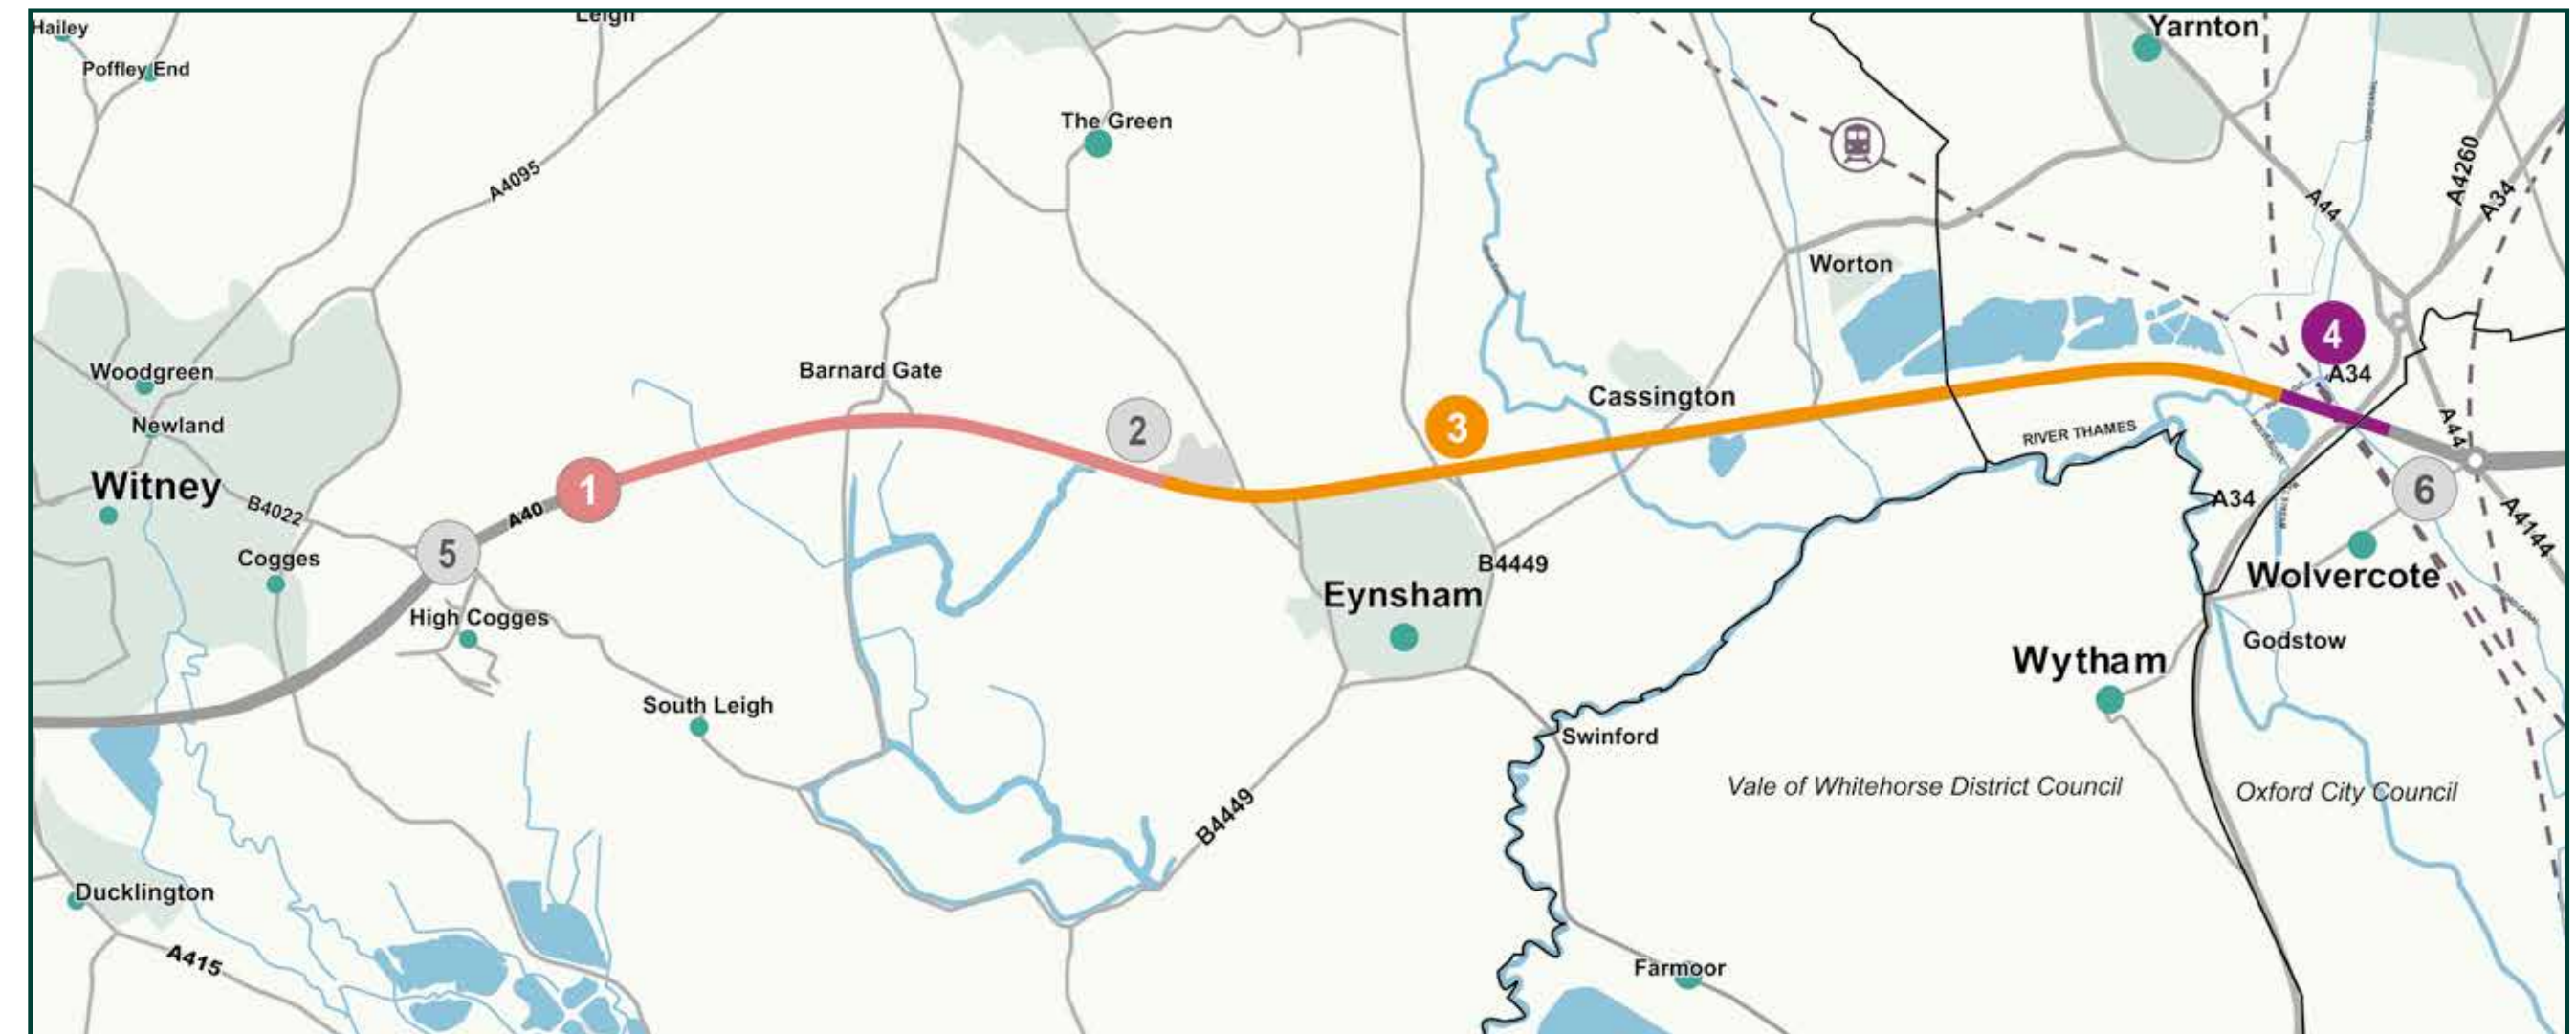 Hailey
Leigh
Yarnton
Poffley End
The Green
A4095
A4260
A34
A44
Worton
Woodgreen
Barnard Gate
4
A34
Newland
2
3
Cassington
RIVER THAMES
A44
Witney
B4022
A40
1
A34
6
5
Cogges
B4449
A4144
High Cogges
Eynsham
Wolvercote
South Leigh
Wytham
Godstow
Swinford
Vale of Whitehorse District Council
Oxford City Council
B4449
Ducklington
A415
Farmoor